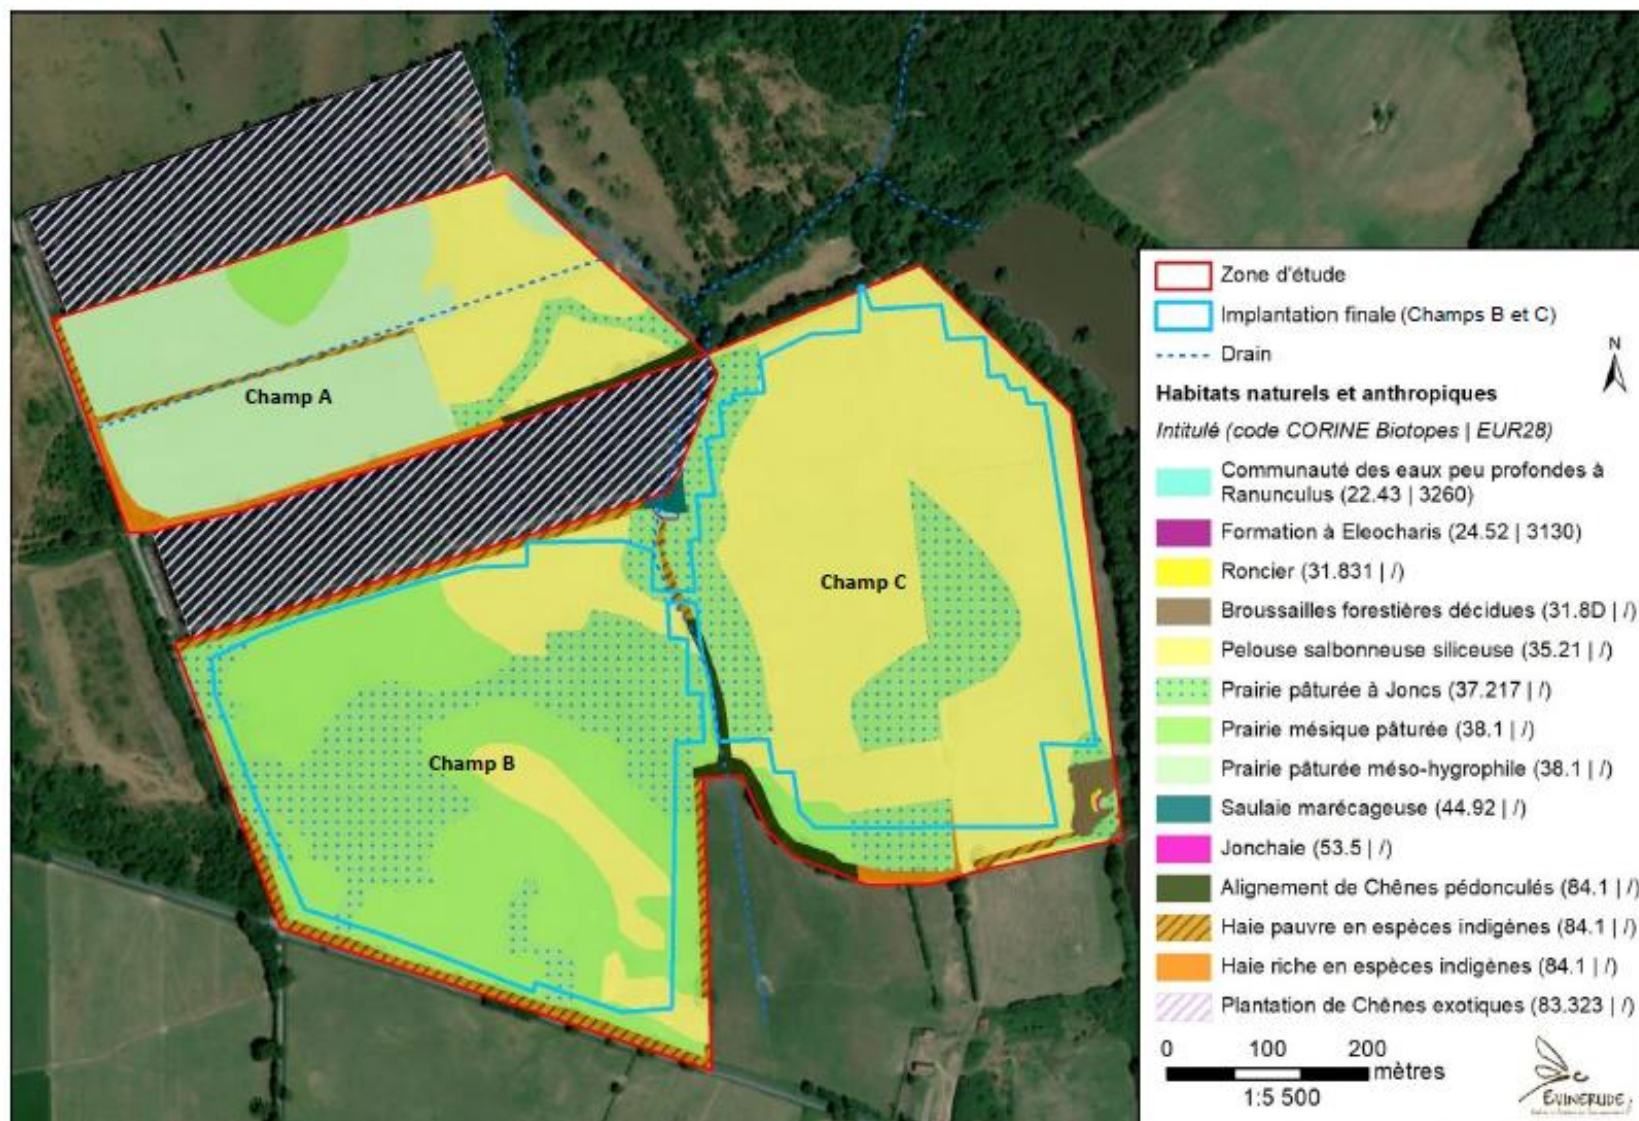 Champ A
Champ B
Champ C
Zone d'étude
Implantation finale (Champs B et C)
Drain
N
Habitats naturels et anthropiques
Intitulé (code CORINE Biotopes | EUR28)
Communauté des eaux peu profondes à
Ranunculus (22.43 | 3260)
Formation à Eleocharis (24.52 | 3130)
Roncier (31.831 | /)
Broussailles forestières décidues (31.8D | /)
Pelouse salbonneuse siliceuse (35.21 | /)
Prairie pâturée à Joncs (37.217 | /)
Prairie mésique pâturée (38.1 | /)
Prairie pâturée méso-hygrophile (38.1 | /)
Saulaie marécageuse (44.92 | /)
Jonchaie (53.5 | /)
Alignement de Chênes pédonculés (84.1 | /)
Haie pauvre en espèces indigènes (84.1 | /)
Haie riche en espèces indigènes (84.1 | /)
Plantation de Chênes exotiques (83.323 | /)
0 100 200
mètres
1:5 500
EVINERUDE